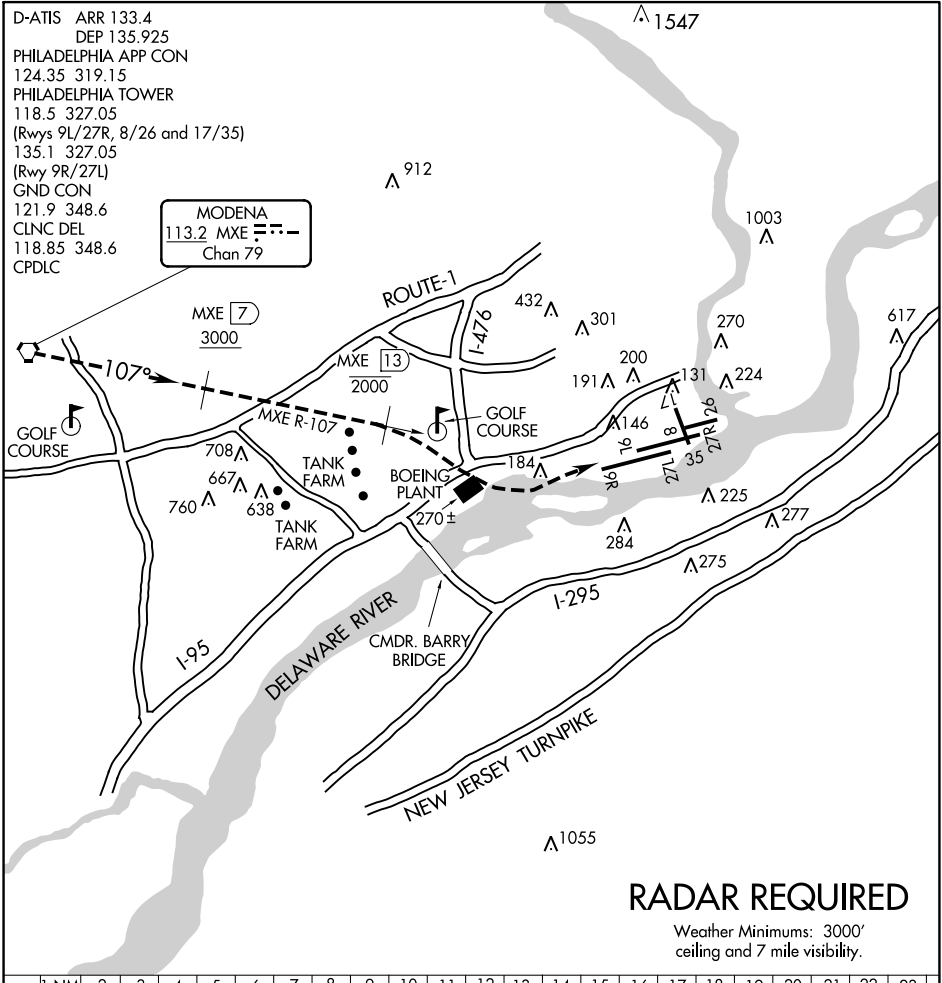 D-ATIS ARR 133.4
DEP 135.925
PHILADELPHIA APP CON
124.35 319.15
PHILADELPHIA TOWER
118.5 327.05
(Rwys 9L/27R, 8/26 and 17/35)
135.1 327.05
(Rwy 9R/27L)
GND CON
121.9 348.6
CLNC DEL
118.85 348.6
CPDLC
1547
912
MODENA
113.2 MXE
Chan 79
1003
ROUTE-1
I-476
432
301
617
MXE 7
3000
270
107°
MXE 13
2000
200
191
131
224
MXE R-107
GOLF
COURSE
GOLF
COURSE
146
17
8
26
9L
27R
708
TANK
FARM
BOEING
PLANT
184
9R
27L
35
667
760
638
270 ±
225
277
TANK
FARM
284
275
I-295
I-95
DELAWARE RIVER
CMDR. BARRY
BRIDGE
NEW JERSEY TURNPIKE
1055
RADAR REQUIRED
Weather Minimums: 3000'
ceiling and 7 mile visibility.
1 NM 2 3 4 5 6 7 8 9 10 11 12 13 14 15 16 17 18 19 20 21 22 23